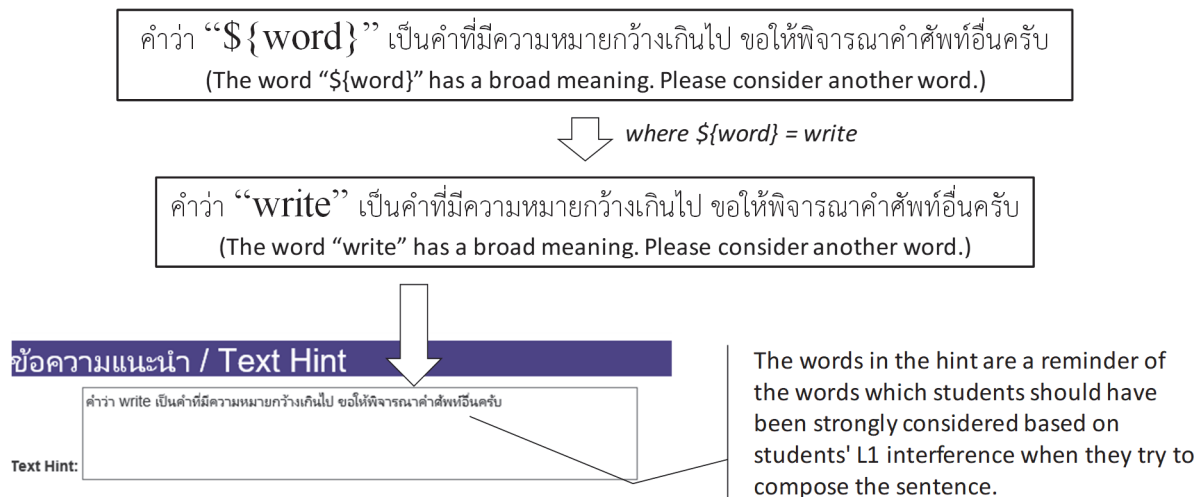 คำว่า “${word}” เป็นคำที่มีความหมายกว้างเกินไป ขอให้พิจารณาคำศัพท์อื่นครับ
(The word “${word}” has a broad meaning. Please consider another word.)
where ${word} = write
คำว่า “write” เป็นคำที่มีความหมายกว้างเกินไป ขอให้พิจารณาคำศัพท์อื่นครับ
(The word “write” has a broad meaning. Please consider another word.)
ข้อความแนะนำ / Text Hint
คำว่า write เป็นคำที่มีความหมายกว้างเกินไป ขอให้พิจารณาคำศัพท์อื่นครับ
Text Hint:
The words in the hint are a reminder of
the words which students should have
been strongly considered based on
students' L1 interference when they try to
compose the sentence.